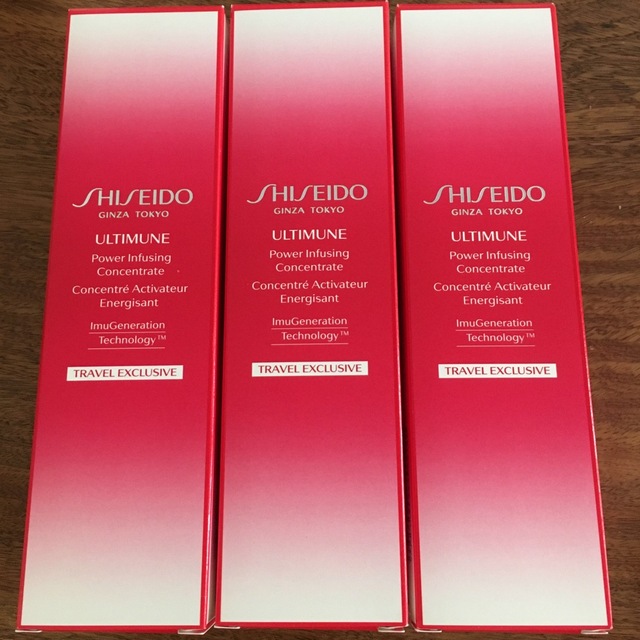 SHISEIDO
GINZA TOKYO
ULTIMUNE
Power Infusing
Concentrate
Concentré Activateur
Energisant
ImuGeneration
Technology™
TRAVEL EXCLUSIVE
SHISEIDO
GINZA TOKYO
ULTIMUNE
Power Infusing
Concentrate
Concentré Activateur
Energisant
ImuGeneration
Technology™
TRAVEL EXCLUSIVE
SHISEIDO
GINZA TOKYO
ULTIMUNE
Power Infusing
Concentrate
Concentré Activateur
Energisant
ImuGeneration
Technology™
TRAVEL EXCLUSIVE